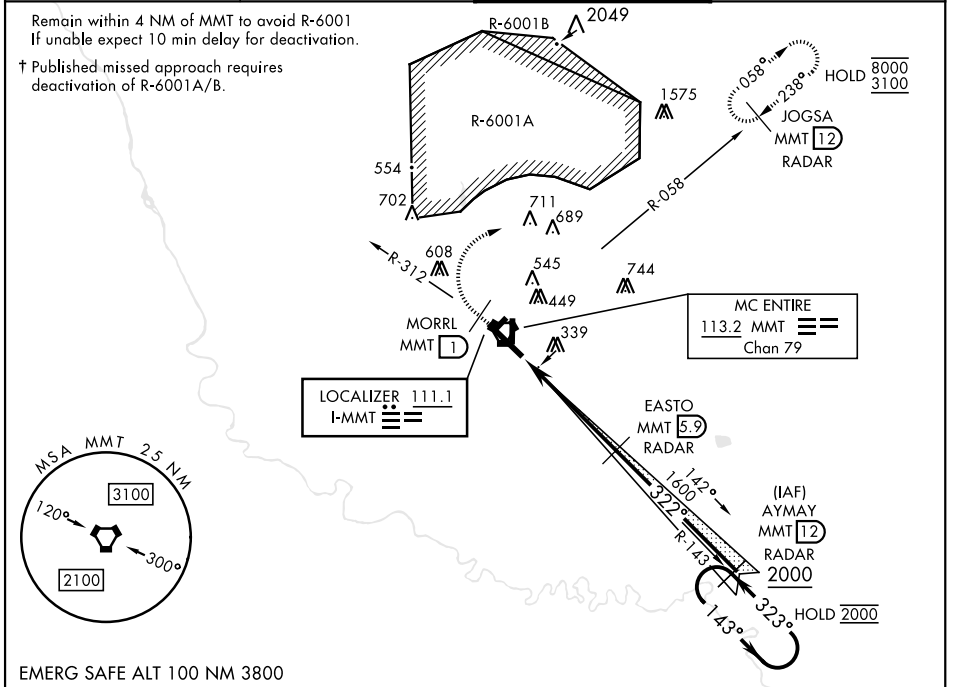 Remain within 4 NM of MMT to avoid R-6001
If unable expect 10 min delay for deactivation.
† Published missed approach requires
deactivation of R-6001A/B.
R-6001B
2049
R-6001A
1575
058°
238°
HOLD 8000
3100
JOGSA
MMT 12
RADAR
554
702
711
689
R-058
R-312
608
545
744
449
MORRL
MMT 1
339
MC ENTIRE
113.2 MMT
Chan 79
LOCALIZER 111.1
I-MMT
EASTO
MMT 5.9
RADAR
142°
1600
322°
R-143
(IAF)
AYMAY
MMT 12
RADAR
2000
323°
HOLD 2000
143°
MSA MMT 25 NM
3100
120°
300°
2100
EMERG SAFE ALT 100 NM 3800